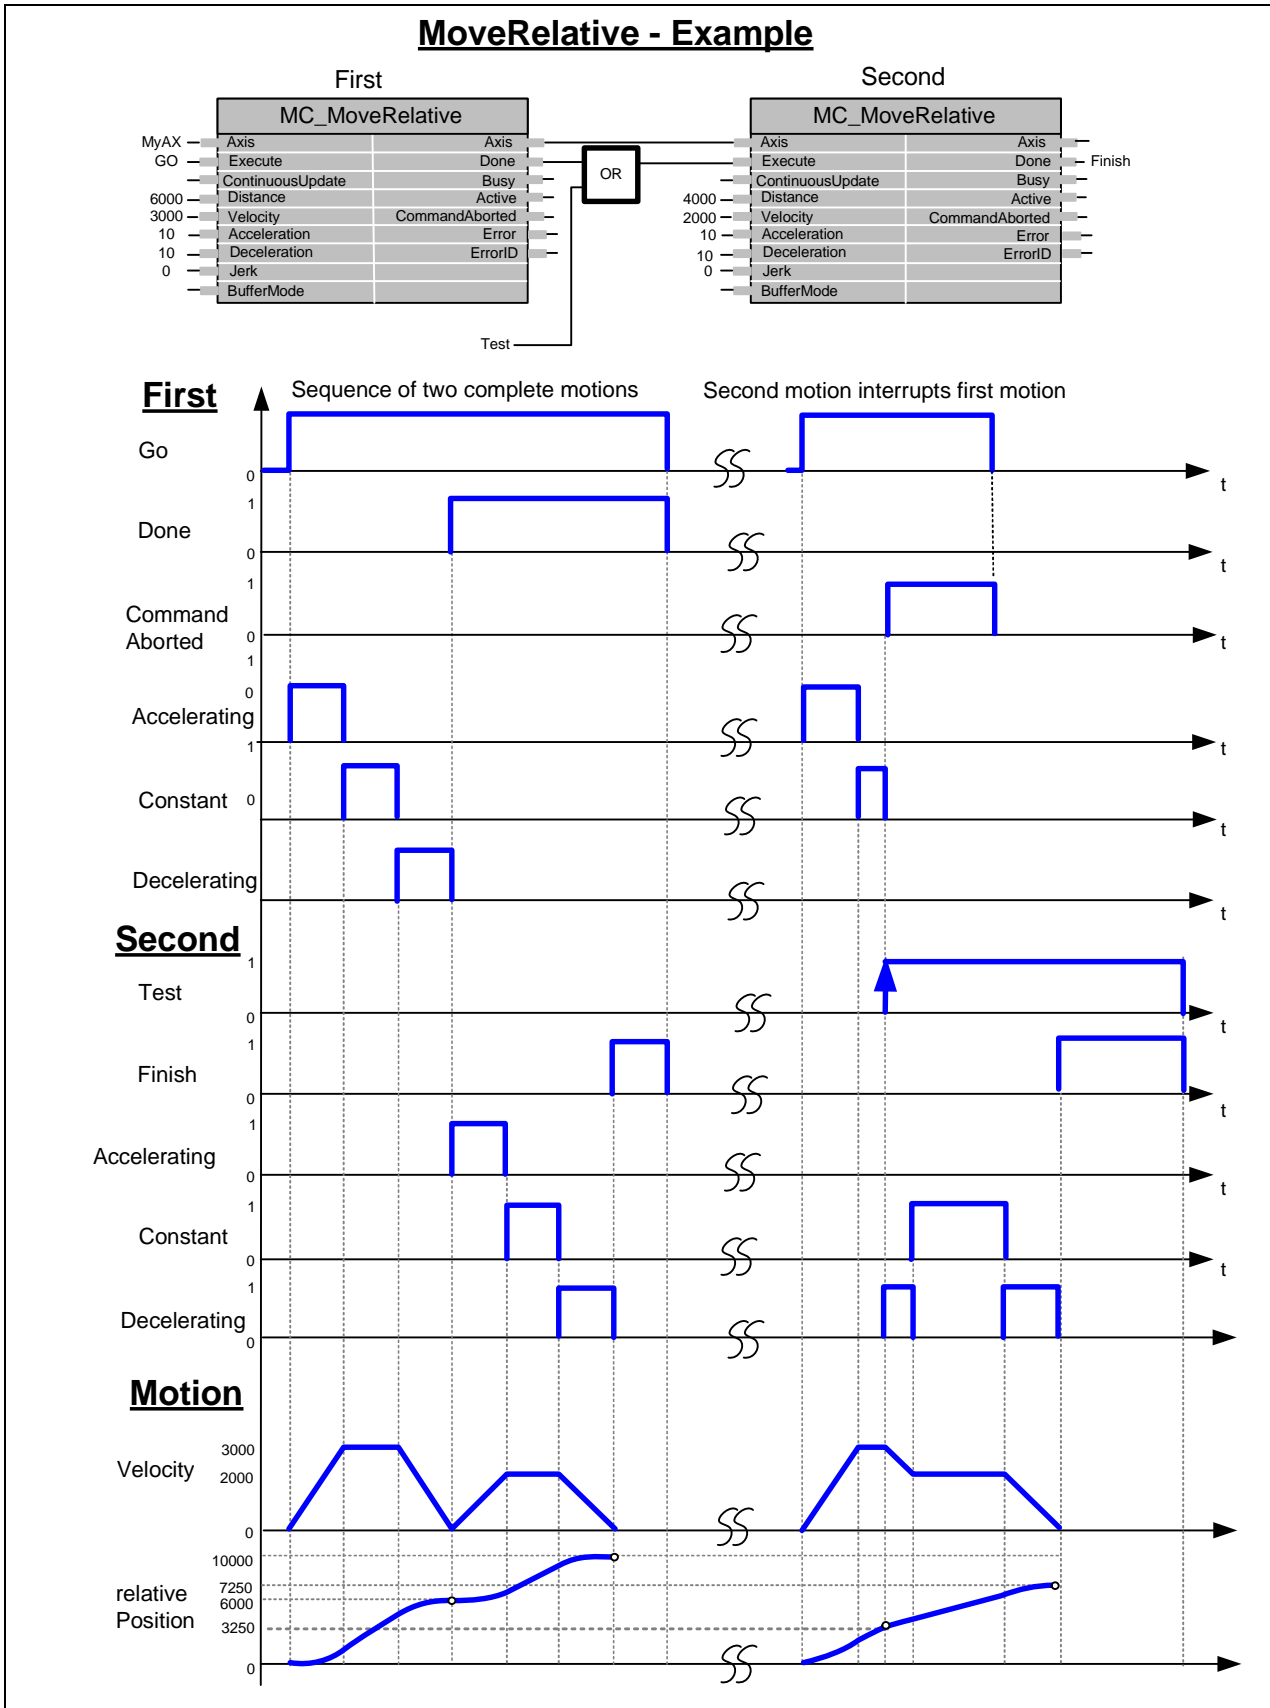 MoveRelative - Example
First
Second
MC_MoveRelative
MC_MoveRelative
MyAX Axis Axis
Axis Axis
GO Execute Done
OR
Execute Done Finish
ContinuousUpdate Busy
ContinuousUpdate Busy
6000 Distance Active
4000 Distance Active
3000 Velocity CommandAborted
2000 Velocity CommandAborted
10 Acceleration Error
10 Acceleration Error
10 Deceleration ErrorID
10 Deceleration ErrorID
0 Jerk
0 Jerk
BufferMode
BufferMode
Test
First
Sequence of two complete motions
Second motion interrupts first motion
Go
0
t
1
Done
0
t
1
Command
Aborted
0
t
1
0
Accelerating
1
t
Constant
0
t
Decelerating
t
Second
1
Test
0
t
1
Finish
0
t
1
Accelerating
0
t
1
Constant
0
t
1
Decelerating
0
Motion
3000
Velocity
2000
0
10000
7250
relative
Position
6000
3250
0